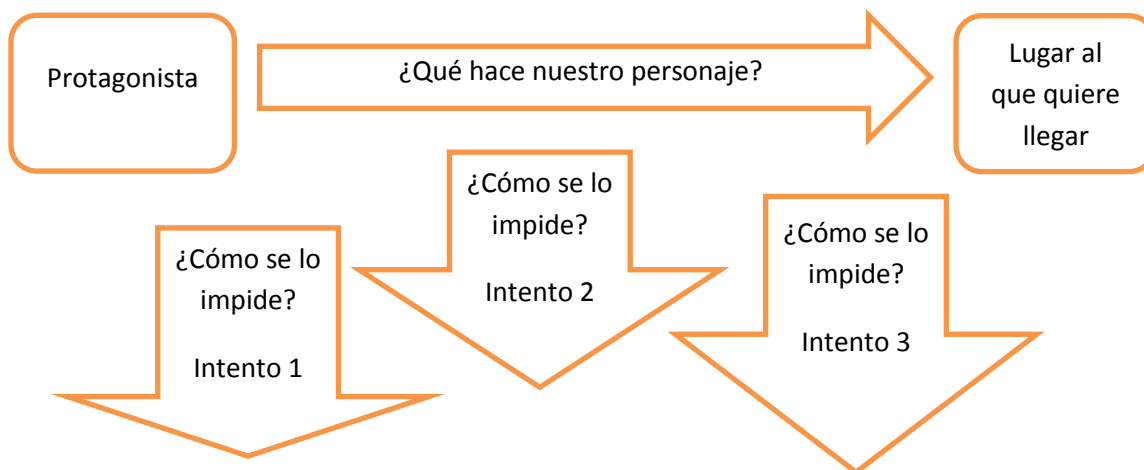 Protagonista
¿Qué hace nuestro personaje?
Lugar al
que quiere
llegar
¿Cómo se lo
impide?
Intento 1
¿Cómo se lo
impide?
Intento 2
¿Cómo se lo
impide?
Intento 3